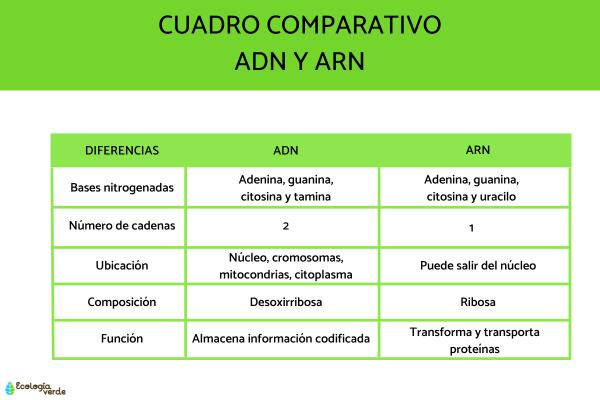 CUADRO COMPARATIVO
ADN Y ARN
DIFERENCIAS ADN ARN
Bases nitrogenadas
Adenina, guanina,
citosina y tamina
Adenina, guanina,
citosina y uracilo
Número de cadenas 2 1
Ubicación
Núcleo, cromosomas,
mitocondrias, citoplasma
Puede salir del núcleo
Composición Desoxirribosa Ribosa
Función
Almacena información codificada
Transforma y transporta
proteínas
Ecología
verde